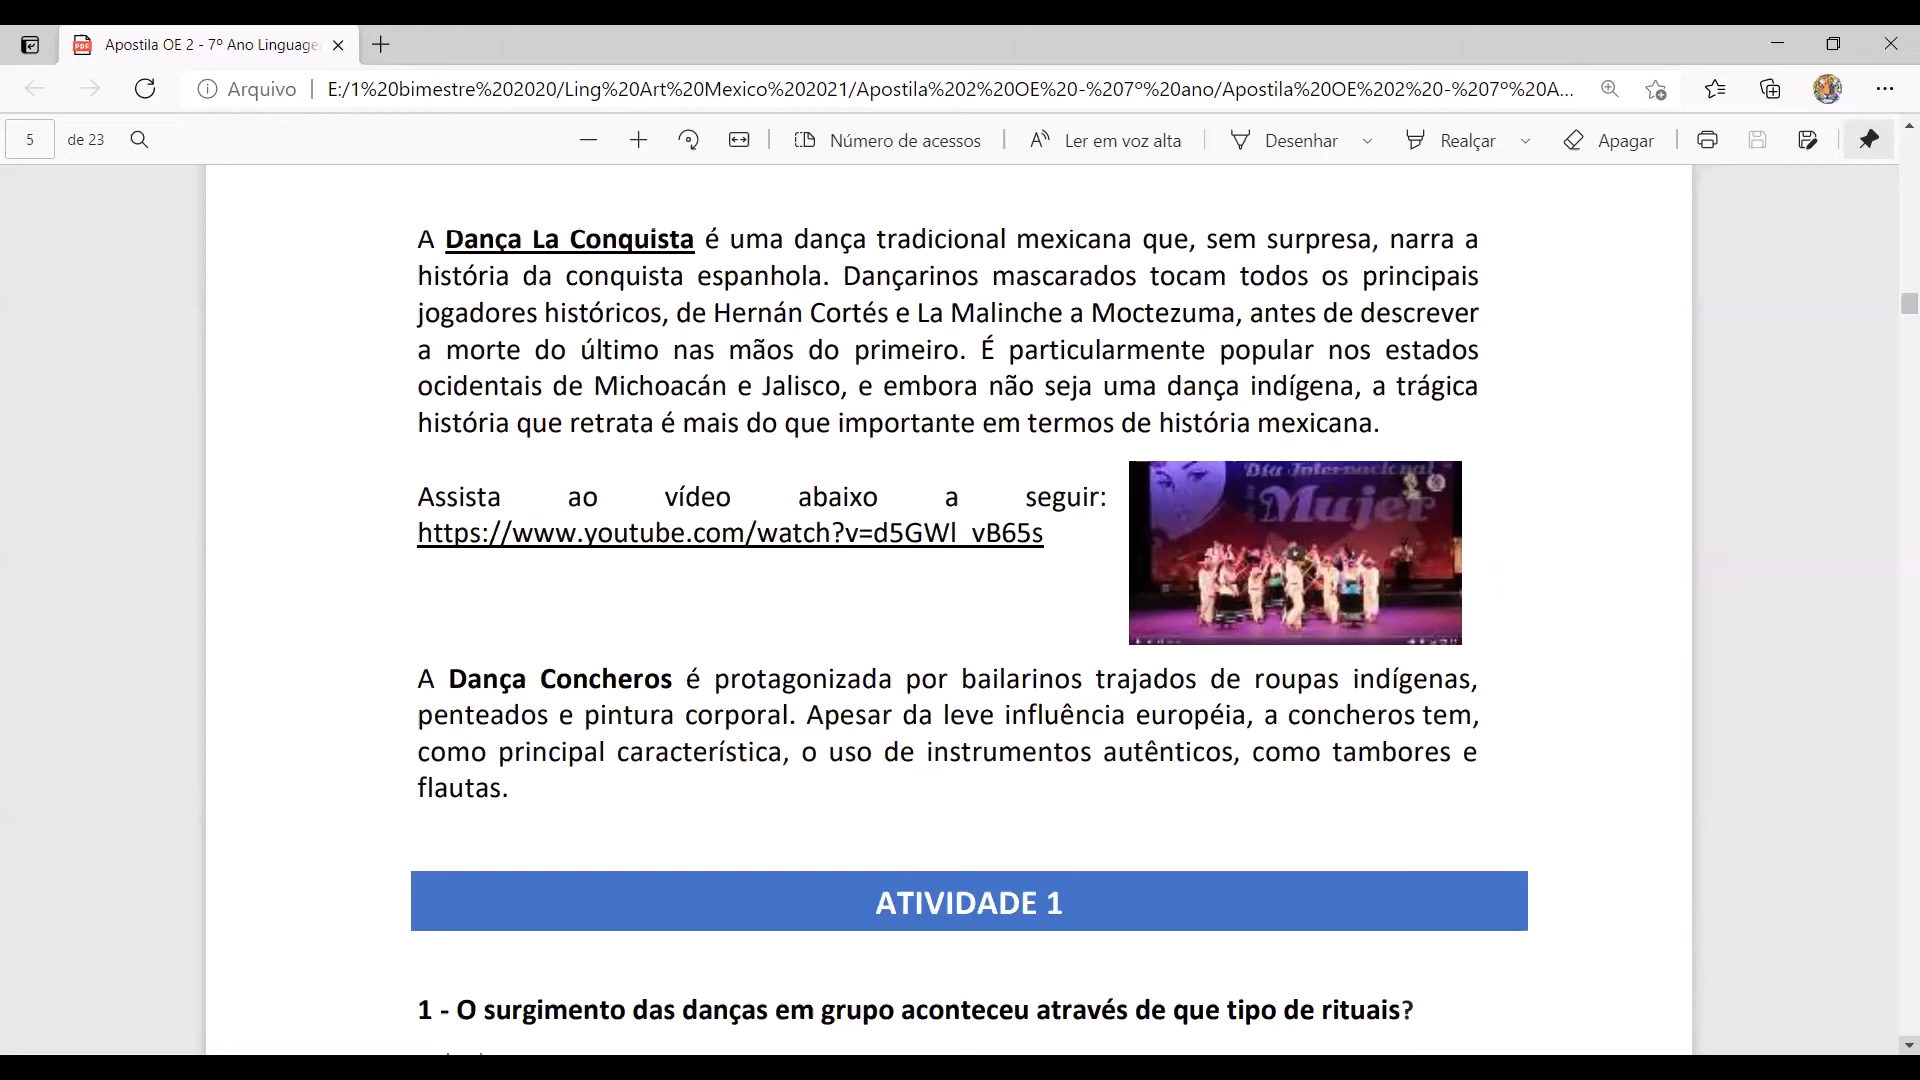 Apostila OE 2 - 7º Ano Linguage
Arquivo
E:/1%20bimestre%202020/Ling%20Art%20Mexico%202021/Apostila%202%20OE%20-%207º%20ano/Apostila%20OE%202%20-%207º%20A...
5 de 23
Número de acessos
Ler em voz alta
Desenhar
Realçar
Apagar
A Dança La Conquista é uma dança tradicional mexicana que, sem surpresa, narra a
história da conquista espanhola. Dançarinos mascarados tocam todos os principais
jogadores históricos, de Hernán Cortés e La Malinche a Moctezuma, antes de descrever
a morte do último nas mãos do primeiro. É particularmente popular nos estados
ocidentais de Michoacán e Jalisco, e embora não seja uma dança indígena, a trágica
história que retrata é mais do que importante em termos de história mexicana.
Assista ao vídeo abaixo a seguir:
https://www.youtube.com/watch?v=d5GWl_vB65s
Día Internacional
Mujer
A Dança Concheros é protagonizada por bailarinos trajados de roupas indígenas,
penteados e pintura corporal. Apesar da leve influência européia, a concheros tem,
como principal característica, o uso de instrumentos autênticos, como tambores e
flautas.
ATIVIDADE 1
1 - O surgimento das danças em grupo aconteceu através de que tipo de rituais?